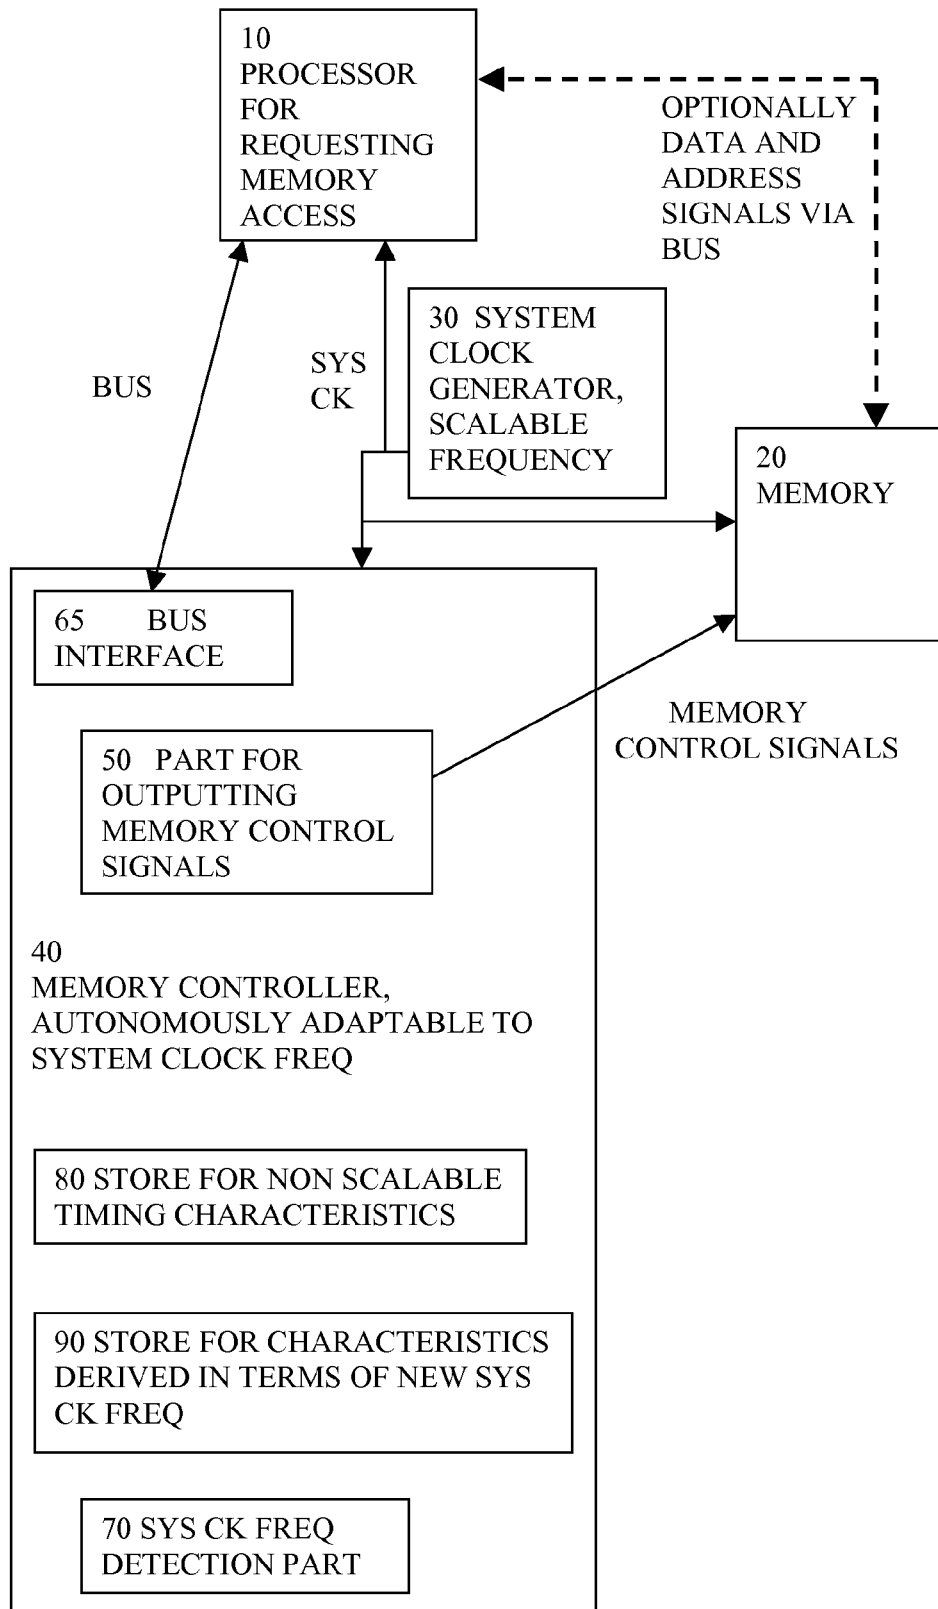 10
PROCESSOR
FOR
REQUESTING
MEMORY
ACCESS
OPTIONALLY
DATA AND
ADDRESS
SIGNALS VIA
BUS
BUS
SYS
CK
30 SYSTEM
CLOCK
GENERATOR,
SCALABLE
FREQUENCY
20
MEMORY
65 BUS
INTERFACE
MEMORY
CONTROL SIGNALS
50 PART FOR
OUTPUTTING
MEMORY CONTROL
SIGNALS
40
MEMORY CONTROLLER,
AUTONOMOUSLY ADAPTABLE TO
SYSTEM CLOCK FREQ
80 STORE FOR NON SCALABLE
TIMING CHARACTERISTICS
90 STORE FOR CHARACTERISTICS
DERIVED IN TERMS OF NEW SYS
CK FREQ
70 SYS CK FREQ
DETECTION PART